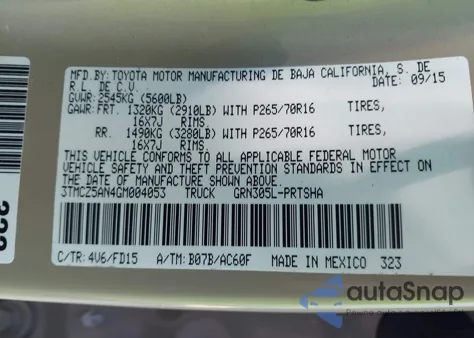 MFD.BY: TOYOTA MOTOR MANUFACTURING DE BAJA CALIFORNIA, S. DE
R.L. DE C.V. DATE: 09/15
GVWR: 2545KG (5600LB)
GAWR: FRT. 1320KG (2910LB) WITH P265/70R16 TIRES,
16X7J RIMS.
RR. 1490KG (3280LB) WITH P265/70R16 TIRES,
16X7J RIMS.
THIS VEHICLE CONFORMS TO ALL APPLICABLE FEDERAL MOTOR
VEHICLE SAFETY AND THEFT PREVENTION STANDARDS IN EFFECT ON
THE DATE OF MANUFACTURE SHOWN ABOVE.
3TMCZ5AN4GM004053 TRUCK GRN305L-PRTSHA
C/TR: 4V6/FD15 A/TM: B07B/AC60F MADE IN MEXICO 323
autoSnap